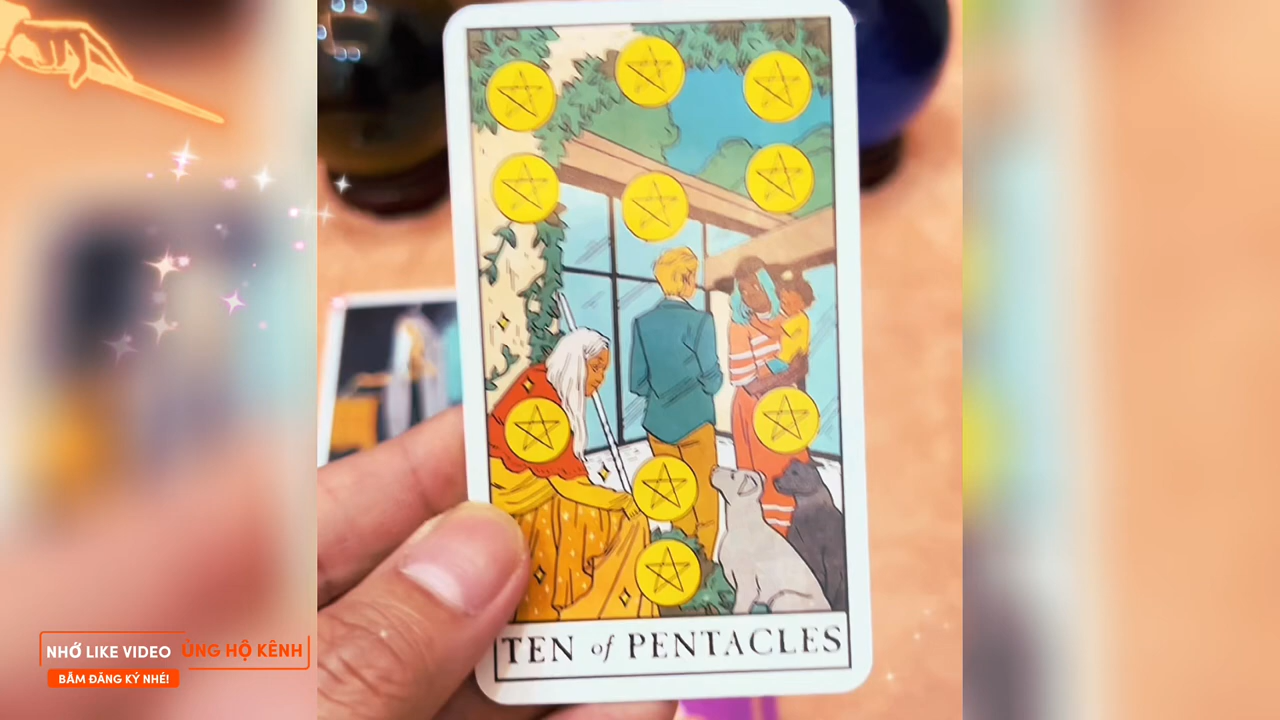 TEN of PENTACLES
NHỚ LIKE VIDEO ỦNG HỘ KÊNH
BẤM ĐĂNG KÝ NHÉ!